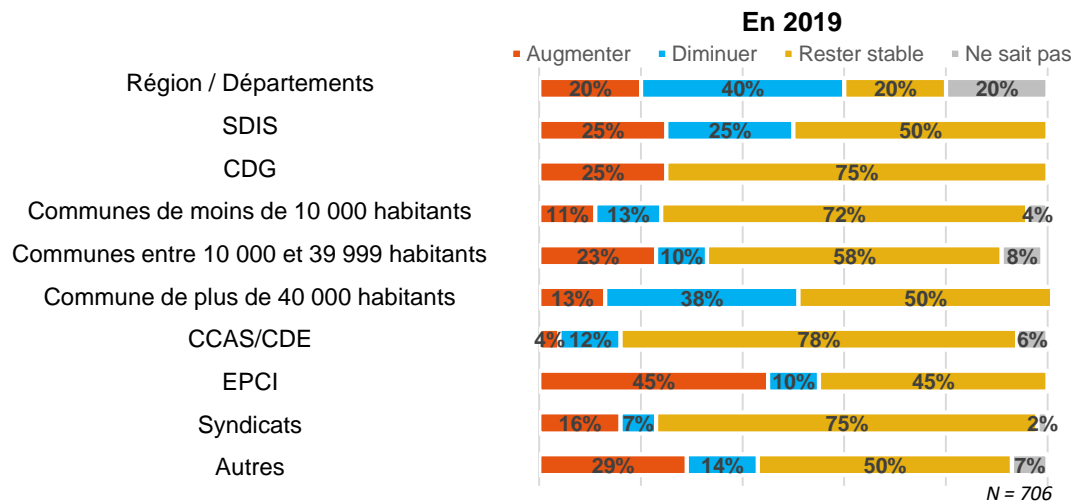 En 2019
Augmenter Diminuer Rester stable Ne sait pas
Région / Départements 20% 40% 20% 20%
SDIS 25% 25% 50%
CDG 25% 75%
Communes de moins de 10 000 habitants 11% 13% 72% 4%
Communes entre 10 000 et 39 999 habitants 23% 10% 58% 8%
Commune de plus de 40 000 habitants 13% 38% 50%
CCAS/CDE 4% 12% 78% 6%
EPCI 45% 10% 45%
Syndicats 16% 7% 75% 2%
Autres 29% 14% 50% 7%
N = 706